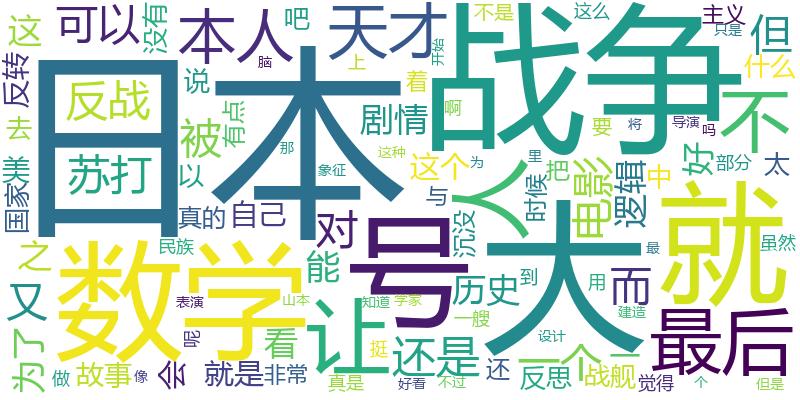 这 可以 没有 本人 吧 天才 不是 战争 这么 主义 但
只是 什么
反转 日本 反战 说 脑 上 着 开始 不
去 苏打 被 有点 剧情 啊 要 将 导演 吗
美 以 那 象征 这个 这种 为 人 里 把 电影 逻辑 中 好 部分 太
国家 真的 自己 对 与 沉没 时候
之 数学 民族 能 号 大 到 用 而 最 就 虽然
又 表演 山本 让 知道 学家 历史 建造 最后
为了 呢 看 挺 一艘 设计 一
做 故事 像 会 就是 非常 还是 还 一个 反思 战舰 觉得 个
真是 好看 不过 但是